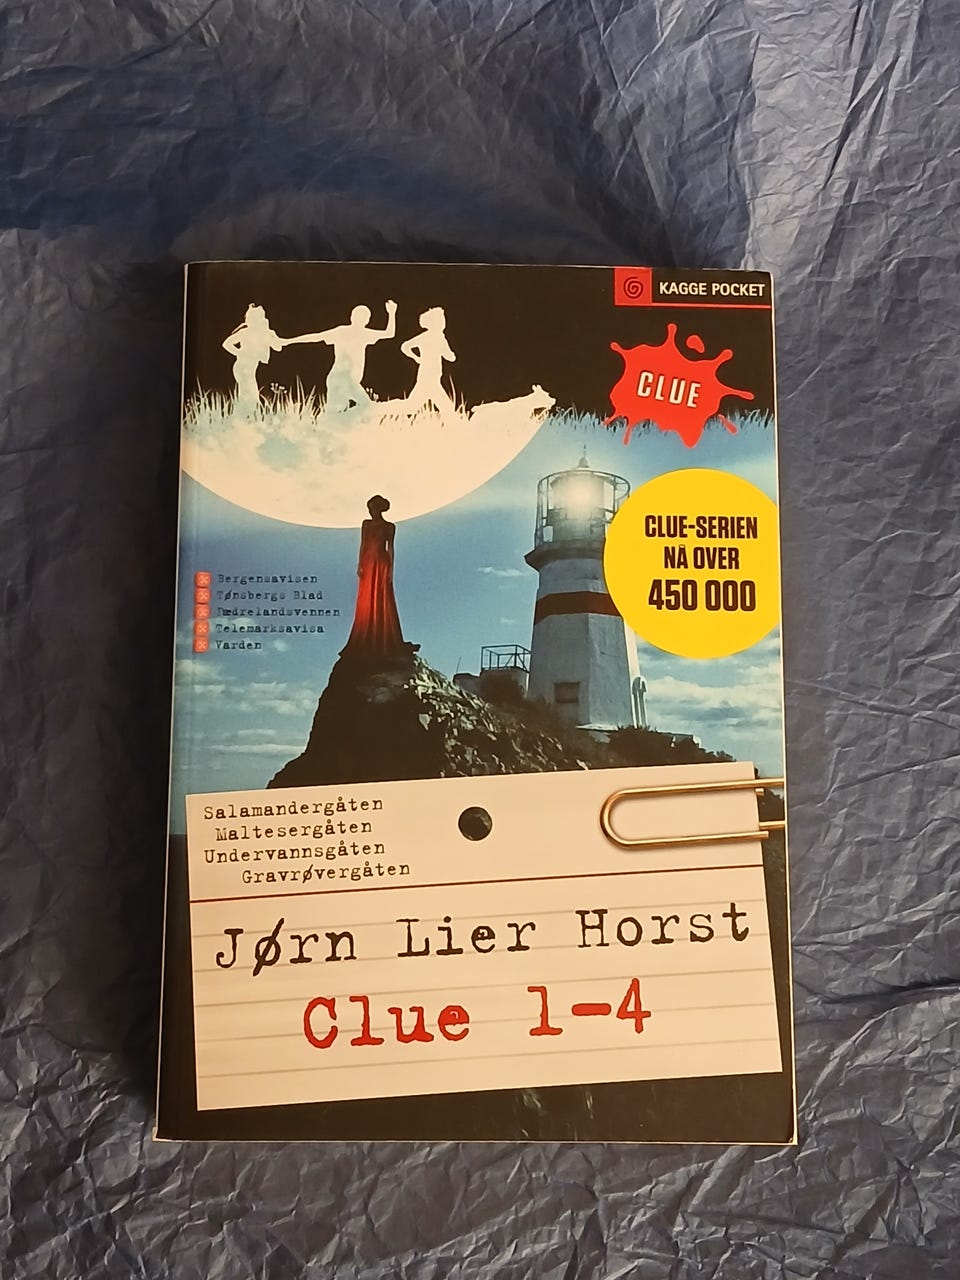 KAGGE POCKET
CLUE
CLUE-SERIEN
NÅ OVER
450 000
Bergensavisen
Tønsbergs Blad
Fædrelandsvennen
Telemarksavisa
Varden
Salamandergåten
Maltesergåten
Undervannsgåten
Gravrøvergåten
Jørn Lier Horst
Clue 1-4